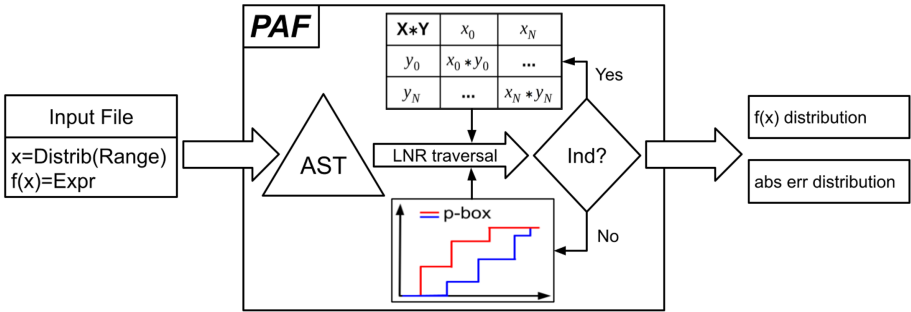 PAF
X∗Y x₀ x_N
y₀ x₀∗y₀ ...
y_N ... x_N∗y_N
Yes
Input File
x=Distrib(Range)
f(x)=Expr
AST
LNR traversal
Ind?
f(x) distribution
abs err distribution
p-box
No